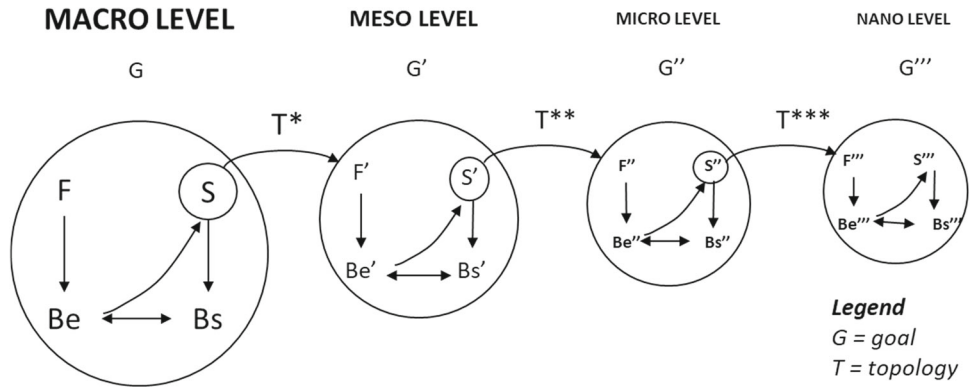 MACRO LEVEL
MESO LEVEL
MICRO LEVEL
NANO LEVEL
G
G’
G’’
G’’’
T*
T**
T***
F
S
Be
Bs
F’
S’
Be’
Bs’
F’’
S’’
Be’’
Bs’’
F’’’
S’’’
Be’’’
Bs’’’
Legend
G = goal
T = topology